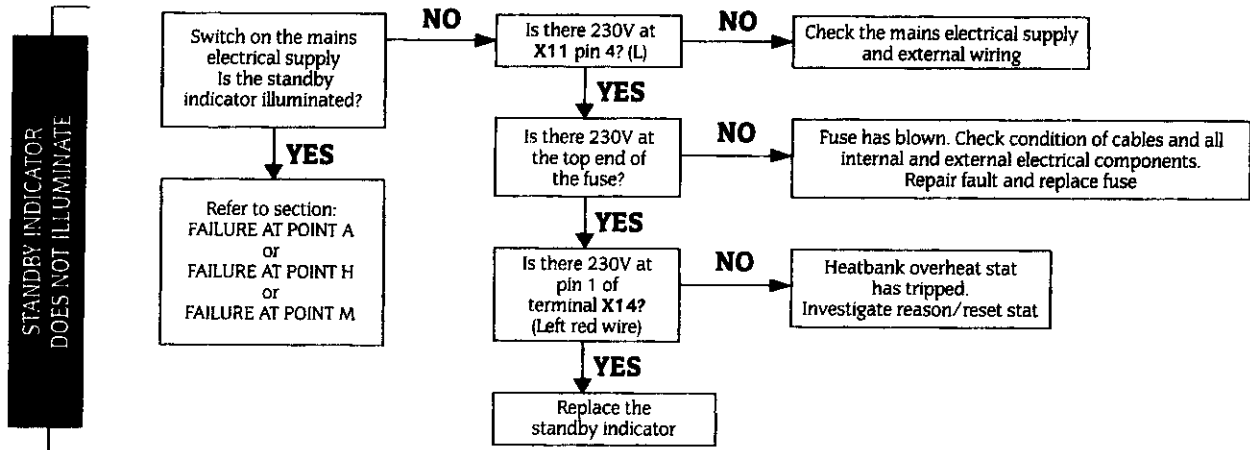 STANDBY INDICATOR
DOES NOT ILLUMINATE
Switch on the mains
electrical supply
Is the standby
indicator illuminated?
NO
Is there 230V at
X11 pin 4? (L)
NO
Check the mains electrical supply
and external wiring
YES
YES
Refer to section:
FAILURE AT POINT A
or
FAILURE AT POINT H
or
FAILURE AT POINT M
Is there 230V at
the top end of
the fuse?
NO
Fuse has blown. Check condition of cables and all
internal and external electrical components.
Repair fault and replace fuse
YES
Is there 230V at
pin 1 of
terminal X14?
(Left red wire)
NO
Heatbank overheat stat
has tripped.
Investigate reason/reset stat
YES
Replace the
standby indicator